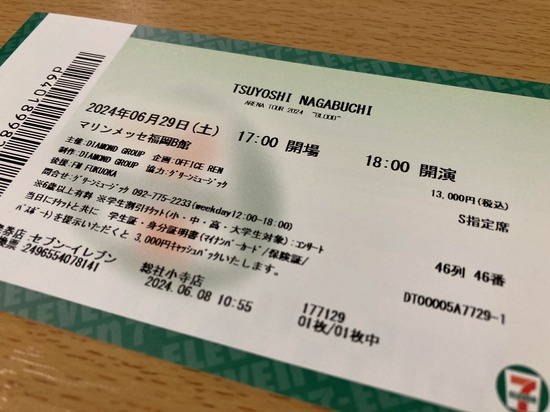 TSUYOSHI NAGABUCHI
ARENA TOUR 2024 "BLOOD"
2024年06月29日(土) 17:00 開場 18:00 開演
マリンメッセ福岡B館
13,000円(税込)
主催:DIAMOND GROUP 企画:OFFICE REN
制作:DIAMOND GROUP 協力:グリーンミュージック
後援:FM FUKUOKA
S指定席
問合せ:グリーンミュージック 092-775-2233(weekday12:00-18:00)
※6歳以上有料 ※学生割引チケット(小・中・高・大学生対象):コンサート
当日にチケットと共に 学生証・身分証明書(マイナンバーカード/保険証/
パスポート)を提示いただくと 3,000円キャッシュバックいたします。
46列 46番
券店 セブン-イレブン 総社小寺店
換票 2496554078141 2024.06.08 10:55
177129
01枚/01枚中
DT00005A7729-1
7-ELEVEN